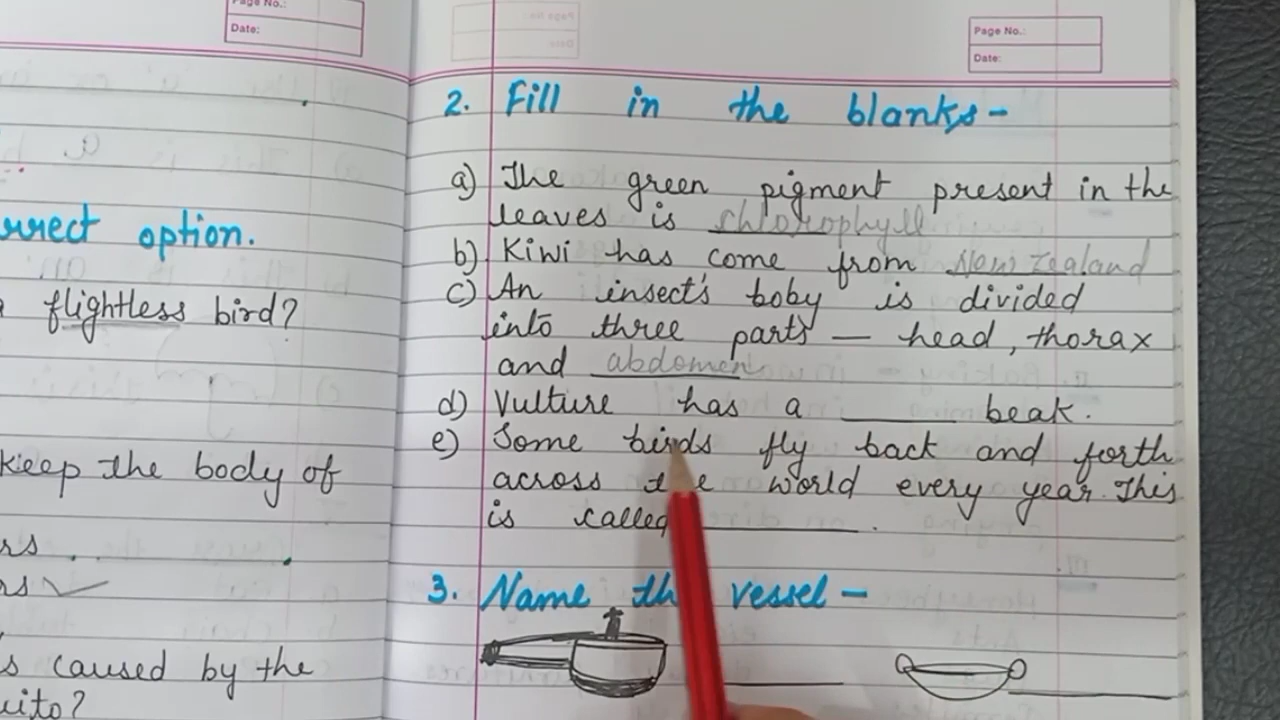 Page No.:
Date:
Page No.:
Date:
urrect option.
flightless bird?
keep the body of
rs
rs
s caused by the
uito?
2. Fill in the blanks-
a) The green pigment present in the
leaves is chlorophyll
b) Kiwi has come from New Zealand
c) An insect's boby is divided
into three parts — head, thorax
and abdomen
d) Vulture has a ______ beak.
e) Some birds fly back and forth
across the world every year. This
is called ______.
3. Name the vessel -